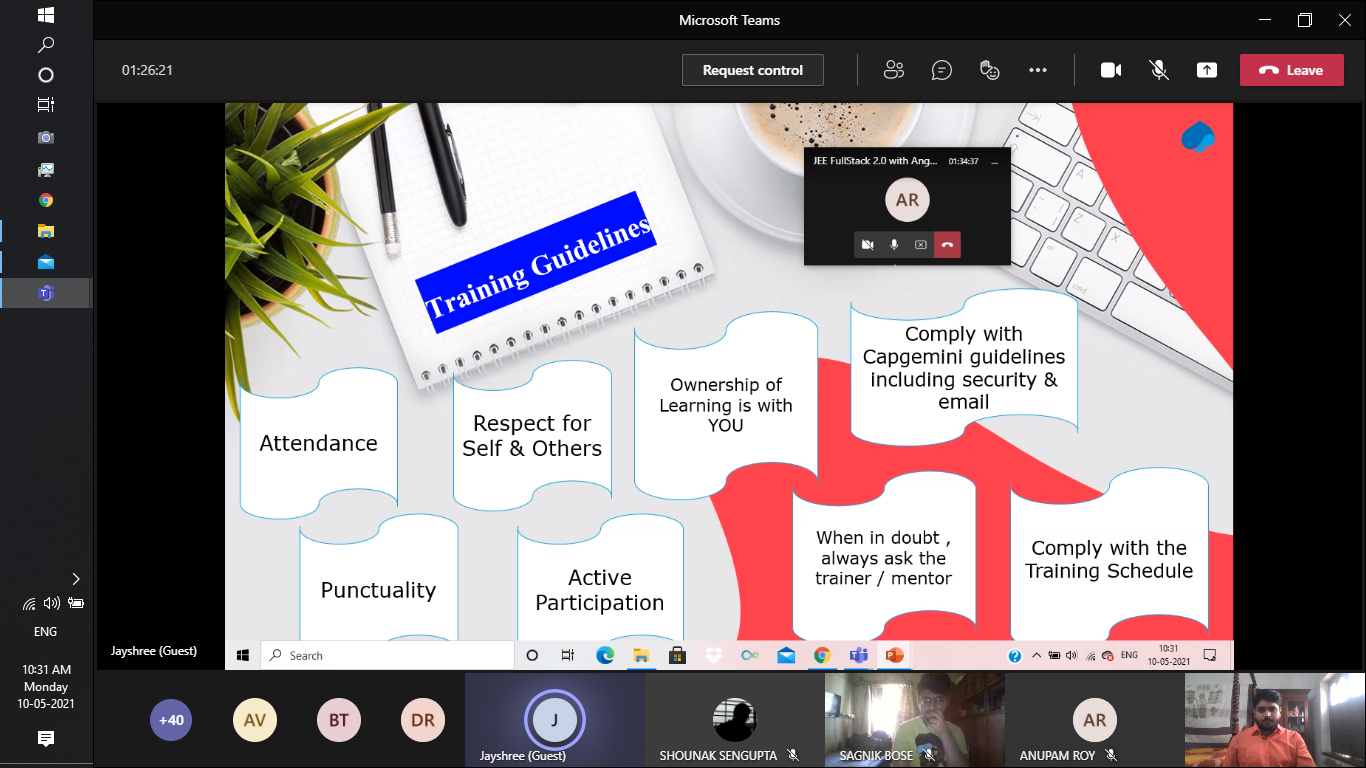 Microsoft Teams
01:26:21
Request control
Leave
JEE FullStack 2.0 with Ang...
01:34:37
AR
Training Guidelines
Attendance
Respect for
Self & Others
Ownership of
Learning is with
YOU
Comply with
Capgemini guidelines
including security &
email
Punctuality
Active
Participation
When in doubt ,
always ask the
trainer / mentor
Comply with the
Training Schedule
A
Z
X
cmd
Jayshree (Guest)
Search
ENG
10:31
10-05-2021
ENG
10:31 AM
Monday
10-05-2021
+40
AV
BT
DR
J
Jayshree (Guest)
SHOUNAK SENGUPTA
SAGNIK BOSE
AR
ANUPAM ROY